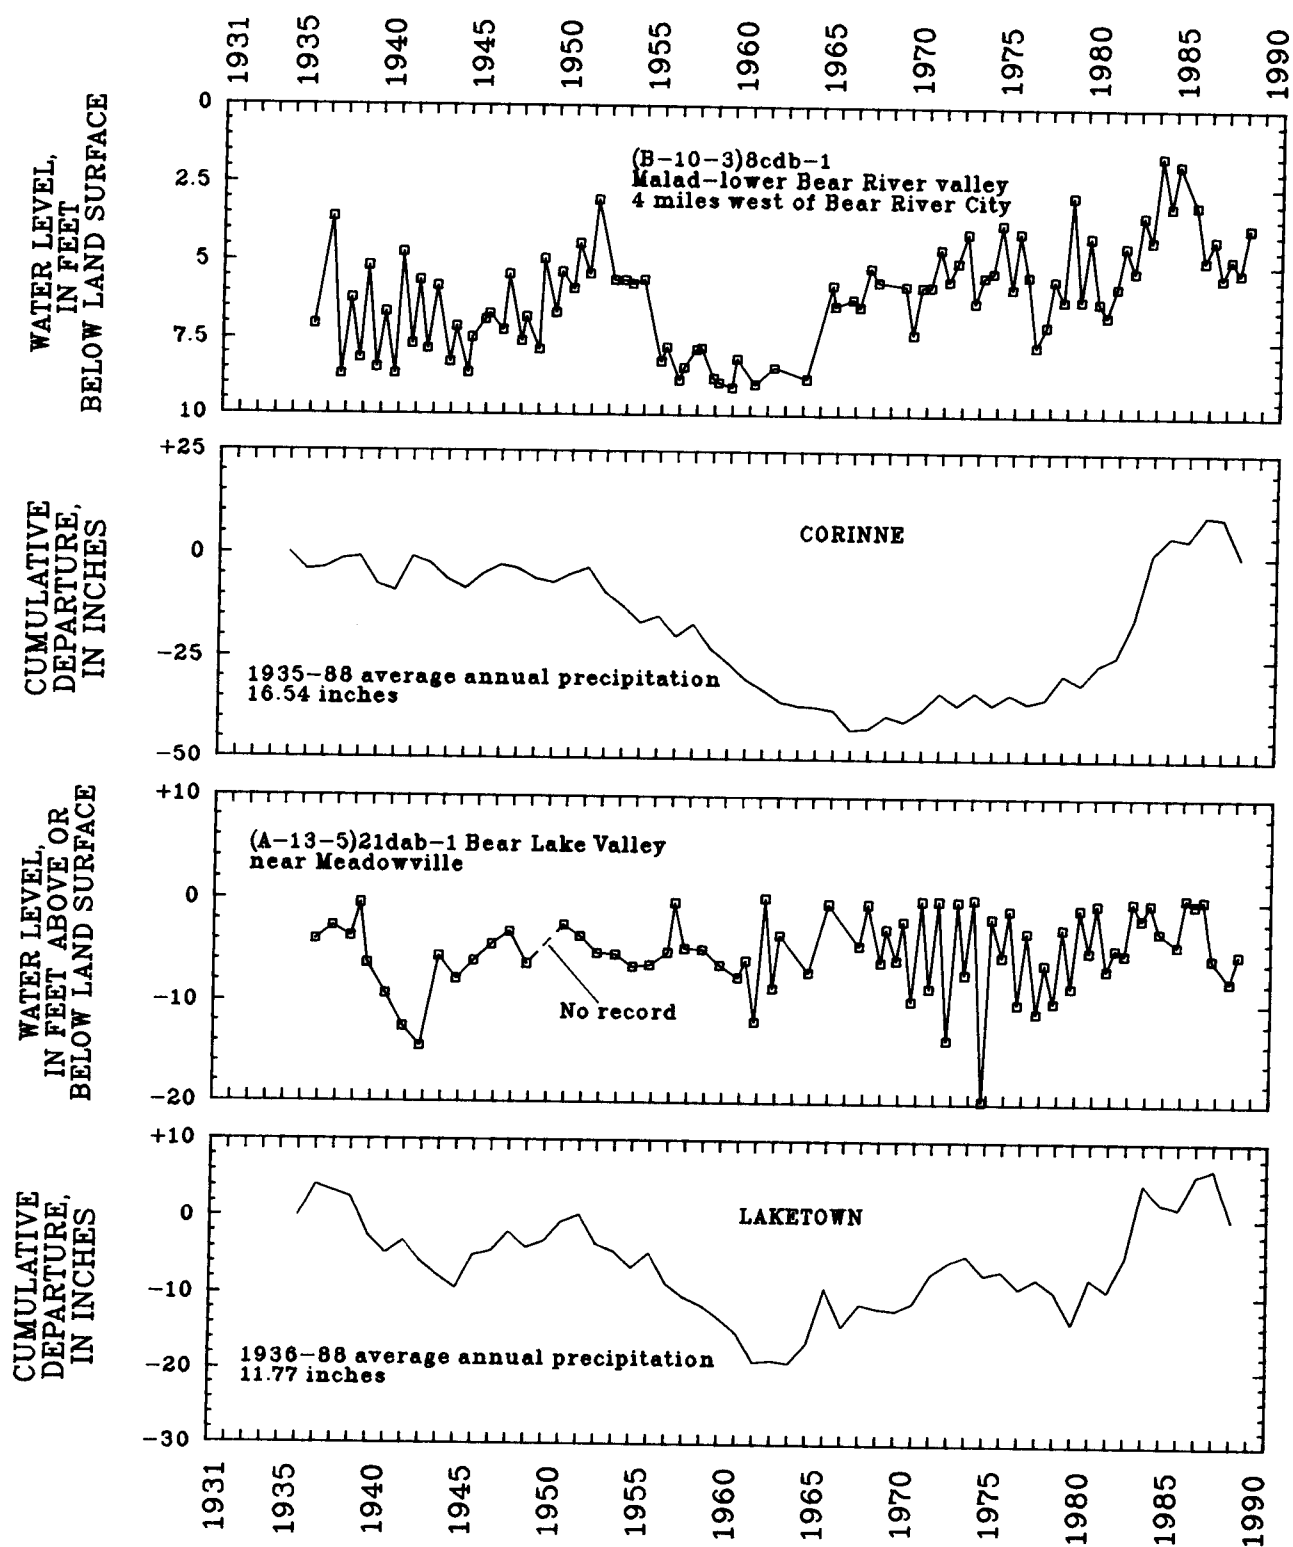 1931 1935 1940 1945 1950 1955 1960 1965 1970 1975 1980 1985 1990
WATER LEVEL,
IN FEET
BELOW LAND SURFACE
0
2.5
5
7.5
10
(B-10-3)8cdb-1
Malad-lower Bear River valley
4 miles west of Bear River City
CUMULATIVE
DEPARTURE,
IN INCHES
+25
0
-25
-50
CORINNE
1935-88 average annual precipitation
16.54 inches
WATER LEVEL,
IN FEET ABOVE OR
BELOW LAND SURFACE
+10
0
-10
-20
(A-13-5)21dab-1 Bear Lake Valley
near Meadowville
No record
CUMULATIVE
DEPARTURE,
IN INCHES
+10
0
-10
-20
-30
LAKETOWN
1936-88 average annual precipitation
11.77 inches
1931 1935 1940 1945 1950 1955 1960 1965 1970 1975 1980 1985 1990